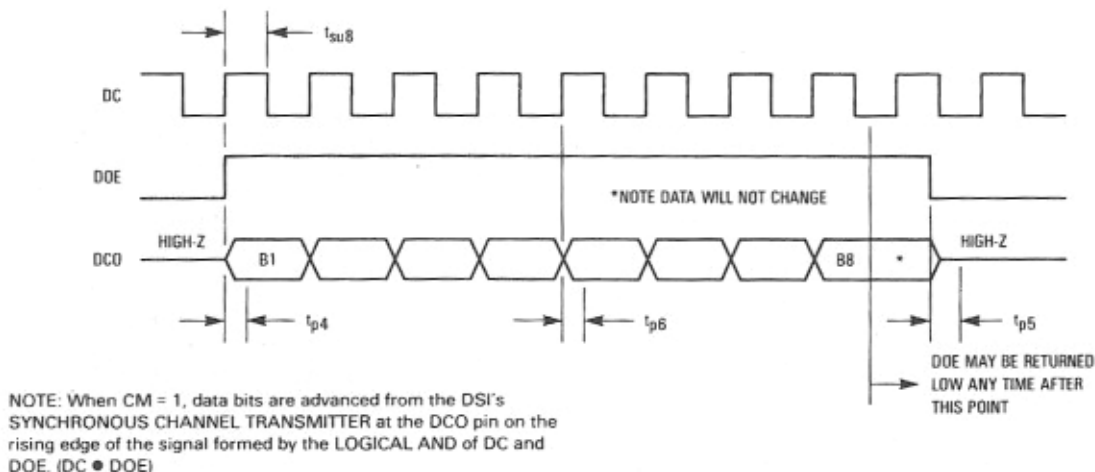 tsu8
DC
DOE
*NOTE DATA WILL NOT CHANGE
HIGH-Z
HIGH-Z
DCO
B1
B8
*
tp4
tp6
tp5
DOE MAY BE RETURNED
LOW ANY TIME AFTER
THIS POINT
NOTE: When CM = 1, data bits are advanced from the DSI's
SYNCHRONOUS CHANNEL TRANSMITTER at the DCO pin on the
rising edge of the signal formed by the LOGICAL AND of DC and
DOE. (DC ● DOE)